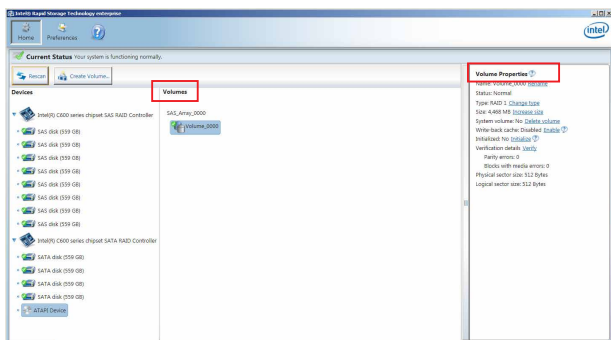 Intel® Rapid Storage Technology enterprise
Home
Preferences
intel
Current Status Your system is functioning normally.
Rescan
Create Volume...
Devices
Intel(R) C600 series chipset SAS RAID Controller
SAS disk (559 GB)
SAS disk (559 GB)
SAS disk (559 GB)
SAS disk (559 GB)
SAS disk (559 GB)
SAS disk (559 GB)
SAS disk (559 GB)
SAS disk (559 GB)
Intel(R) C600 series chipset SATA RAID Controller
SATA disk (559 GB)
SATA disk (559 GB)
SATA disk (559 GB)
SATA disk (559 GB)
ATAPI Device
Volumes
SAS_Array_0000
Volume_0000
Volume Properties ?
Name: Volume_0000 Rename
Status: Normal
Type: RAID 1 Change type
Size: 4,468 MB Increase size
System volume: No Delete volume
Write-back cache: Disabled Enable ?
Initialized: No Initialize ?
Verification details Verify
Parity errors: 0
Blocks with media errors: 0
Physical sector size: 512 Bytes
Logical sector size: 512 Bytes